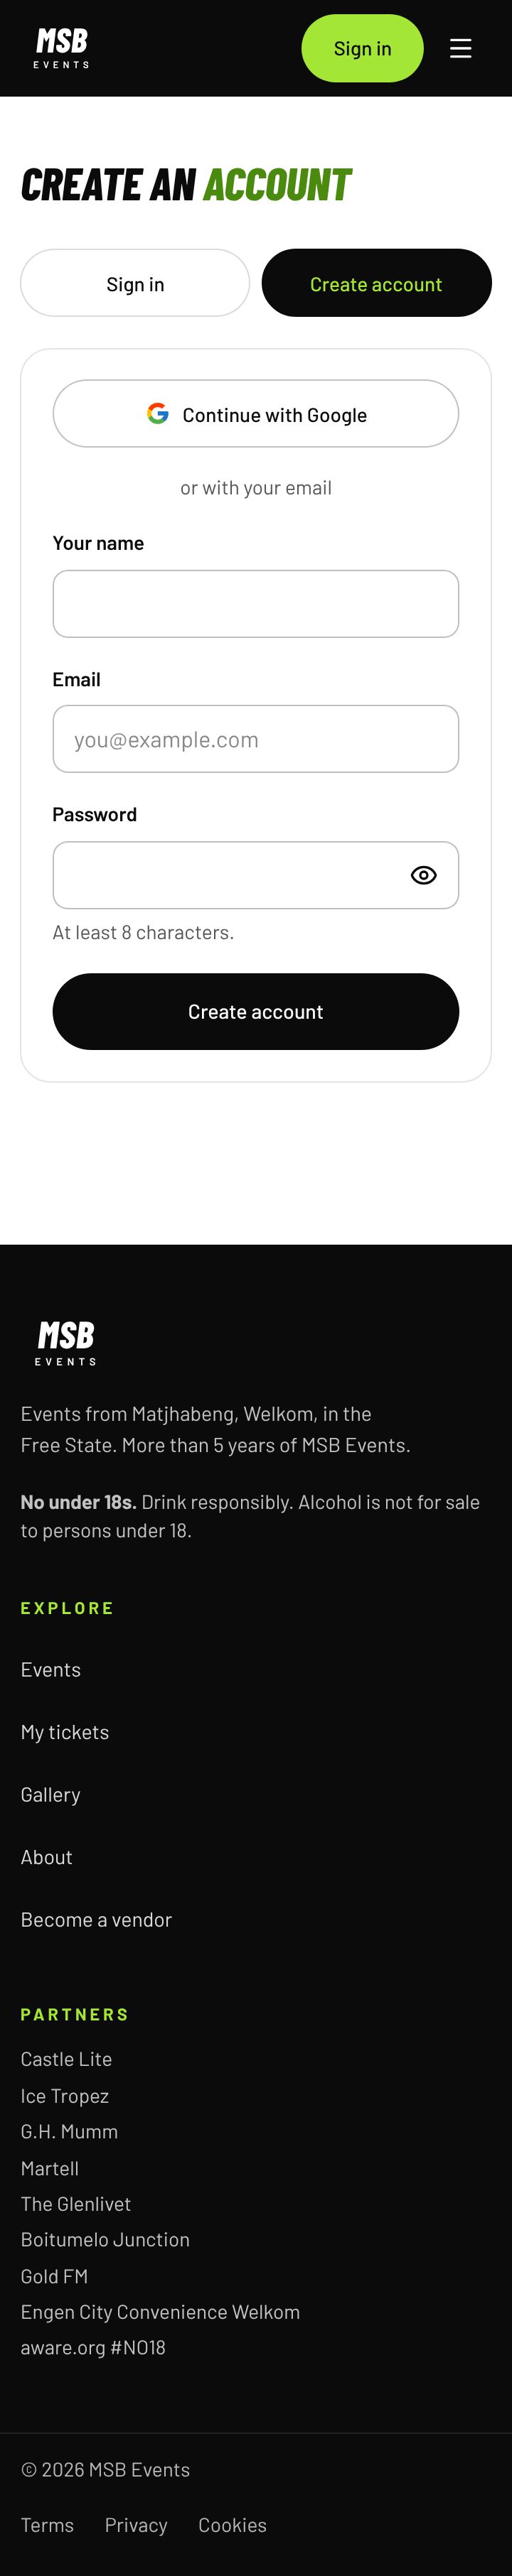 MSB
EVENTS
Sign in
CREATE AN ACCOUNT
Sign in
Create account
Continue with Google
or with your email
Your name
Email
you@example.com
Password
At least 8 characters.
Create account
MSB
EVENTS
Events from Matjhabeng, Welkom, in the
Free State. More than 5 years of MSB Events.
No under 18s. Drink responsibly. Alcohol is not for sale
to persons under 18.
EXPLORE
Events
My tickets
Gallery
About
Become a vendor
PARTNERS
Castle Lite
Ice Tropez
G.H. Mumm
Martell
The Glenlivet
Boitumelo Junction
Gold FM
Engen City Convenience Welkom
aware.org #NO18
© 2026 MSB Events
Terms Privacy Cookies